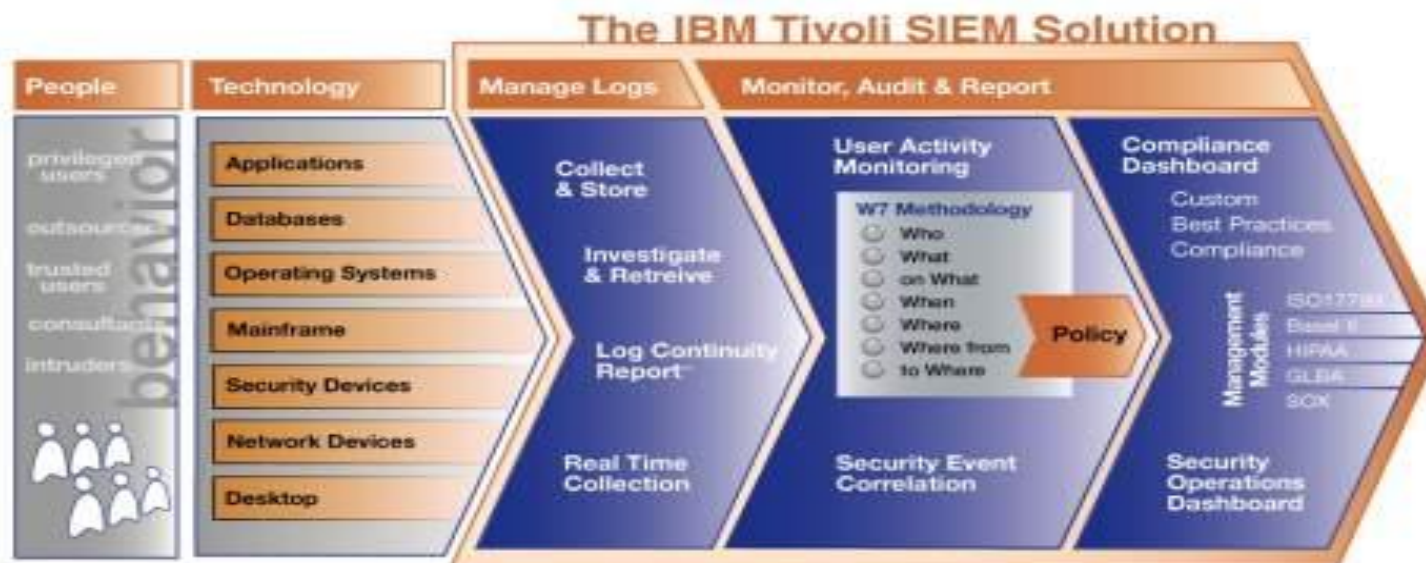 The IBM Tivoli SIEM Solution
People
Technology
Manage Logs
Monitor, Audit & Report
privileged
users
outsourcer
trusted
users
consultants
intruders
behavior
Applications
Databases
Operating Systems
Mainframe
Security Devices
Network Devices
Desktop
Collect
& Store
Investigate
& Retreive
Log Continuity
Report
Real Time
Collection
User Activity
Monitoring
W7 Methodology
Who
What
on What
When
Where
Where from
to Where
Policy
Security Event
Correlation
Compliance
Dashboard
Custom
Best Practices
Compliance
Management
Modules
Basel II
HIPAA
GLBA
SOX
Security
Operations
Dashboard